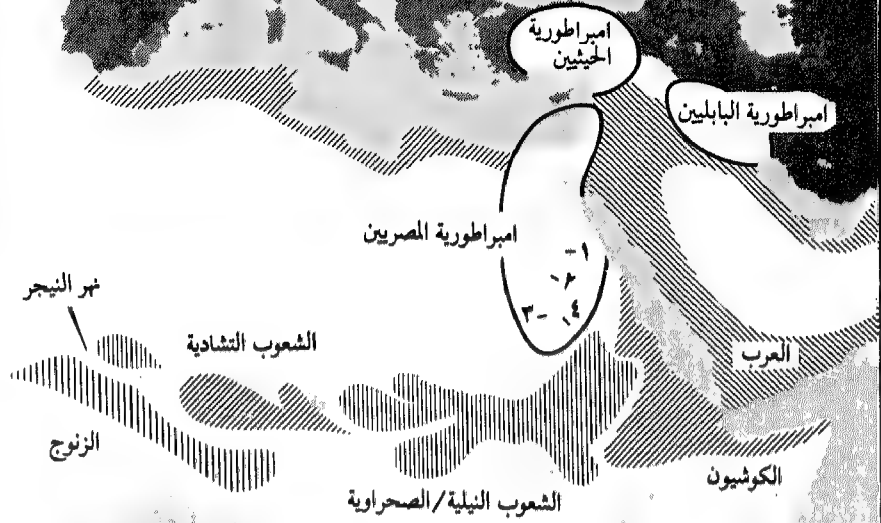 امبراطورية
الحيثيين
امبراطورية البابليين
امبراطورية المصريين
١-
٢-
٣-
٤-
نهر النيجر
الشعوب التشادية
العرب
الزنوج
الكوشيون
الشعوب النيلية/الصحراوية